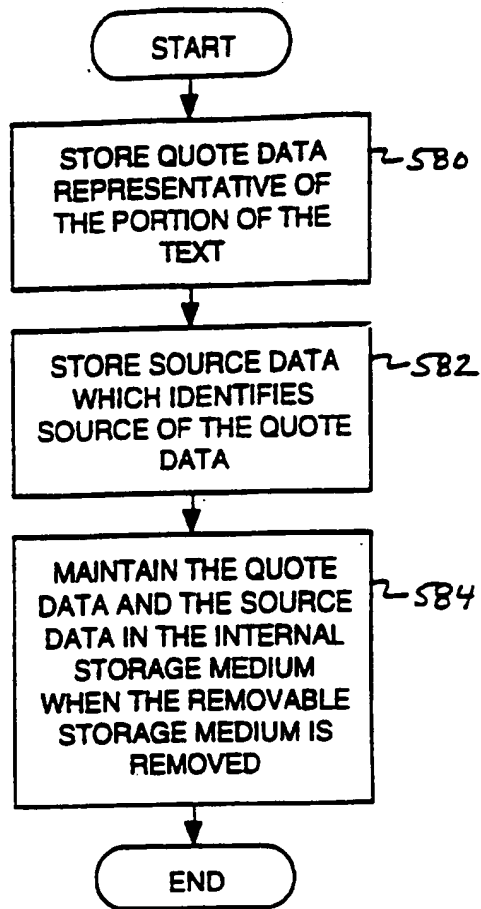 START
STORE QUOTE DATA
REPRESENTATIVE OF
THE PORTION OF THE
TEXT
580
STORE SOURCE DATA
WHICH IDENTIFIES
SOURCE OF THE QUOTE
DATA
582
MAINTAIN THE QUOTE
DATA AND THE SOURCE
DATA IN THE INTERNAL
STORAGE MEDIUM
WHEN THE REMOVABLE
STORAGE MEDIUM IS
REMOVED
584
END